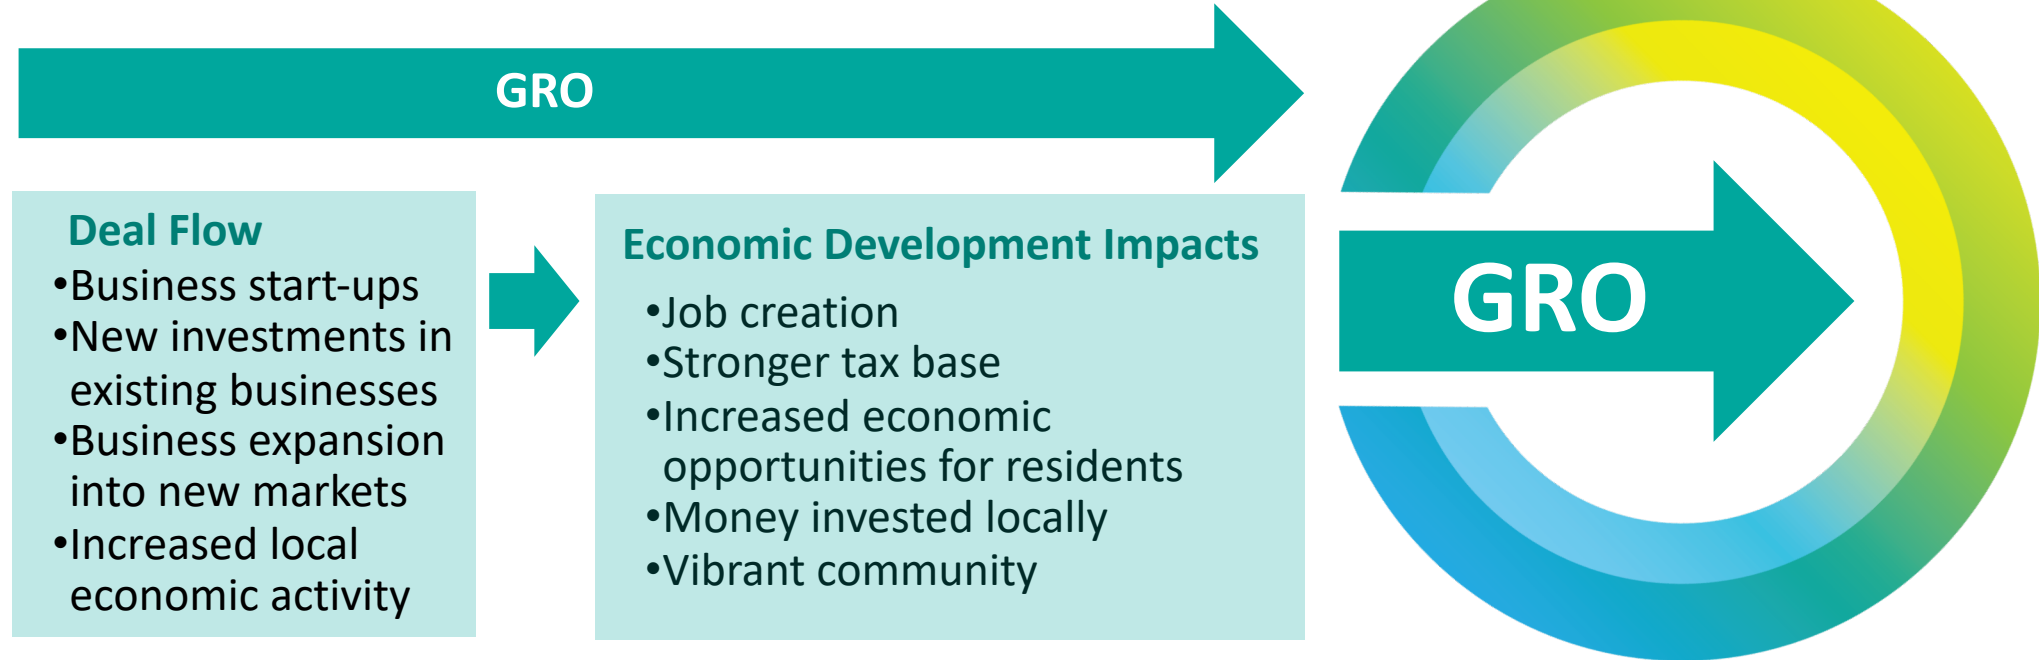 GRO
Deal Flow
•Business start-ups
•New investments in
existing businesses
•Business expansion
into new markets
•Increased local
economic activity
Economic Development Impacts
•Job creation
•Stronger tax base
•Increased economic
opportunities for residents
•Money invested locally
•Vibrant community
GRO